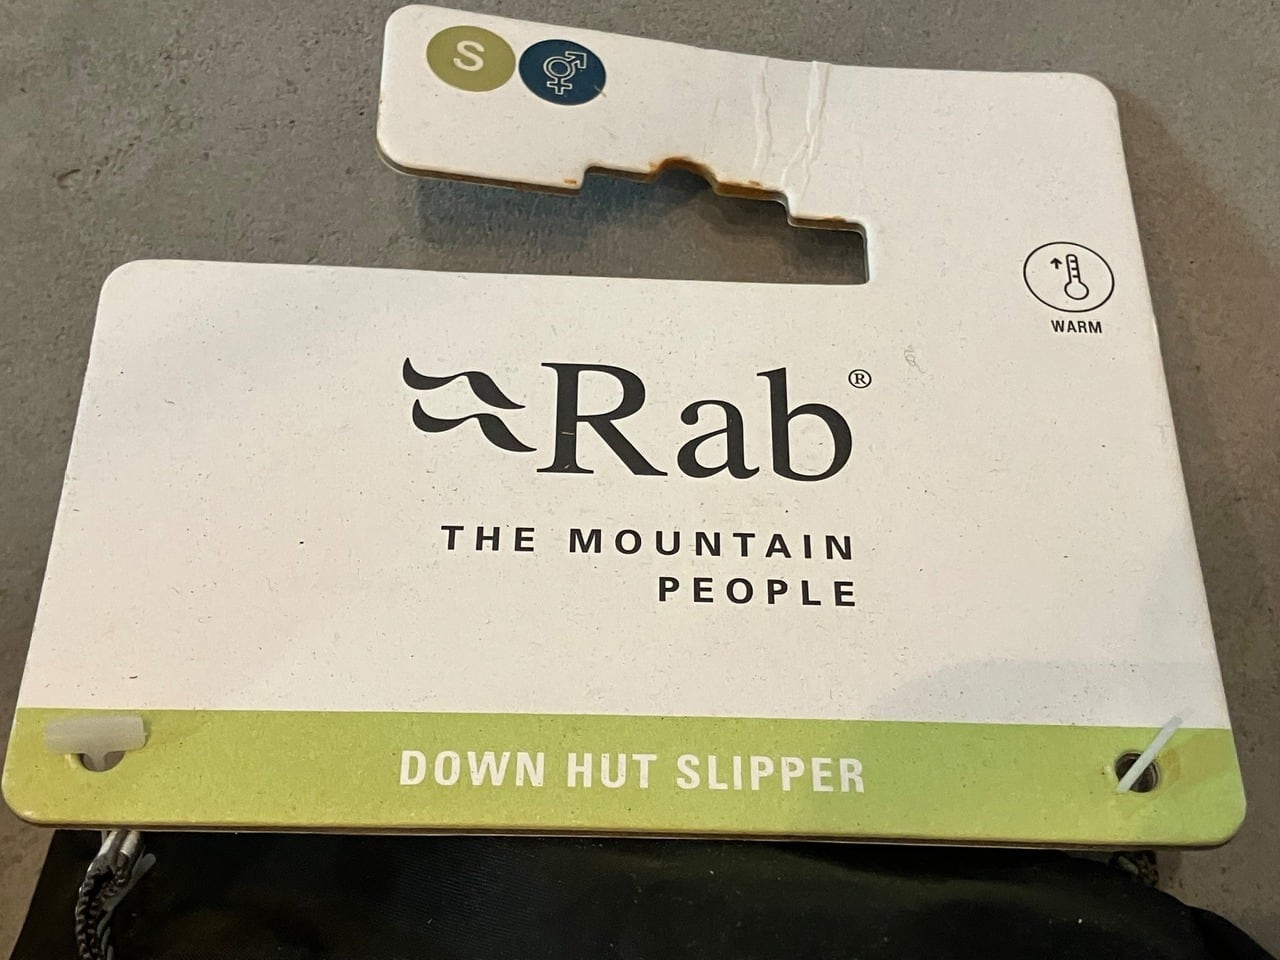 S
WARM
Rab®
THE MOUNTAIN
PEOPLE
DOWN HUT SLIPPER